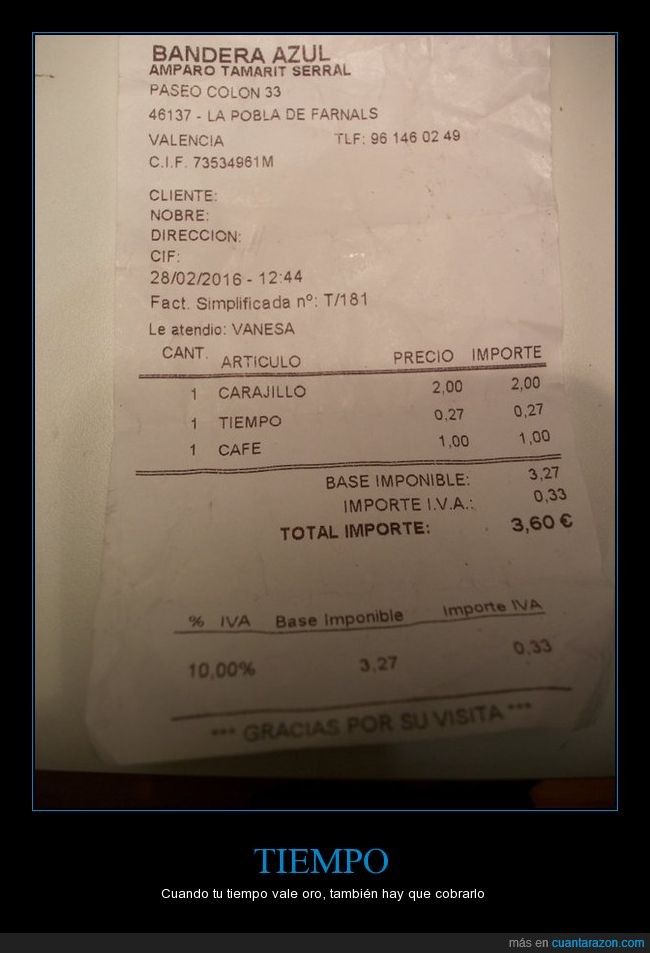 BANDERA AZUL
AMPARO TAMARIT SERRAL
PASEO COLON 33
46137 - LA POBLA DE FARNALS
VALENCIA TLF: 96 146 02 49
C.I.F. 73534961M
CLIENTE:
NOBRE:
DIRECCION:
CIF:
28/02/2016 - 12:44
Fact. Simplificada nº: T/181
Le atendio: VANESA
CANT. ARTICULO PRECIO IMPORTE
1 CARAJILLO 2,00 2,00
1 TIEMPO 0,27 0,27
1 CAFE 1,00 1,00
BASE IMPONIBLE: 3,27
IMPORTE I.V.A.: 0,33
TOTAL IMPORTE: 3,60 €
% IVA Base Imponible Importe IVA
10,00% 3,27 0,33
*** GRACIAS POR SU VISITA ***
TIEMPO
Cuando tu tiempo vale oro, también hay que cobrarlo
más en cuantarazon.com